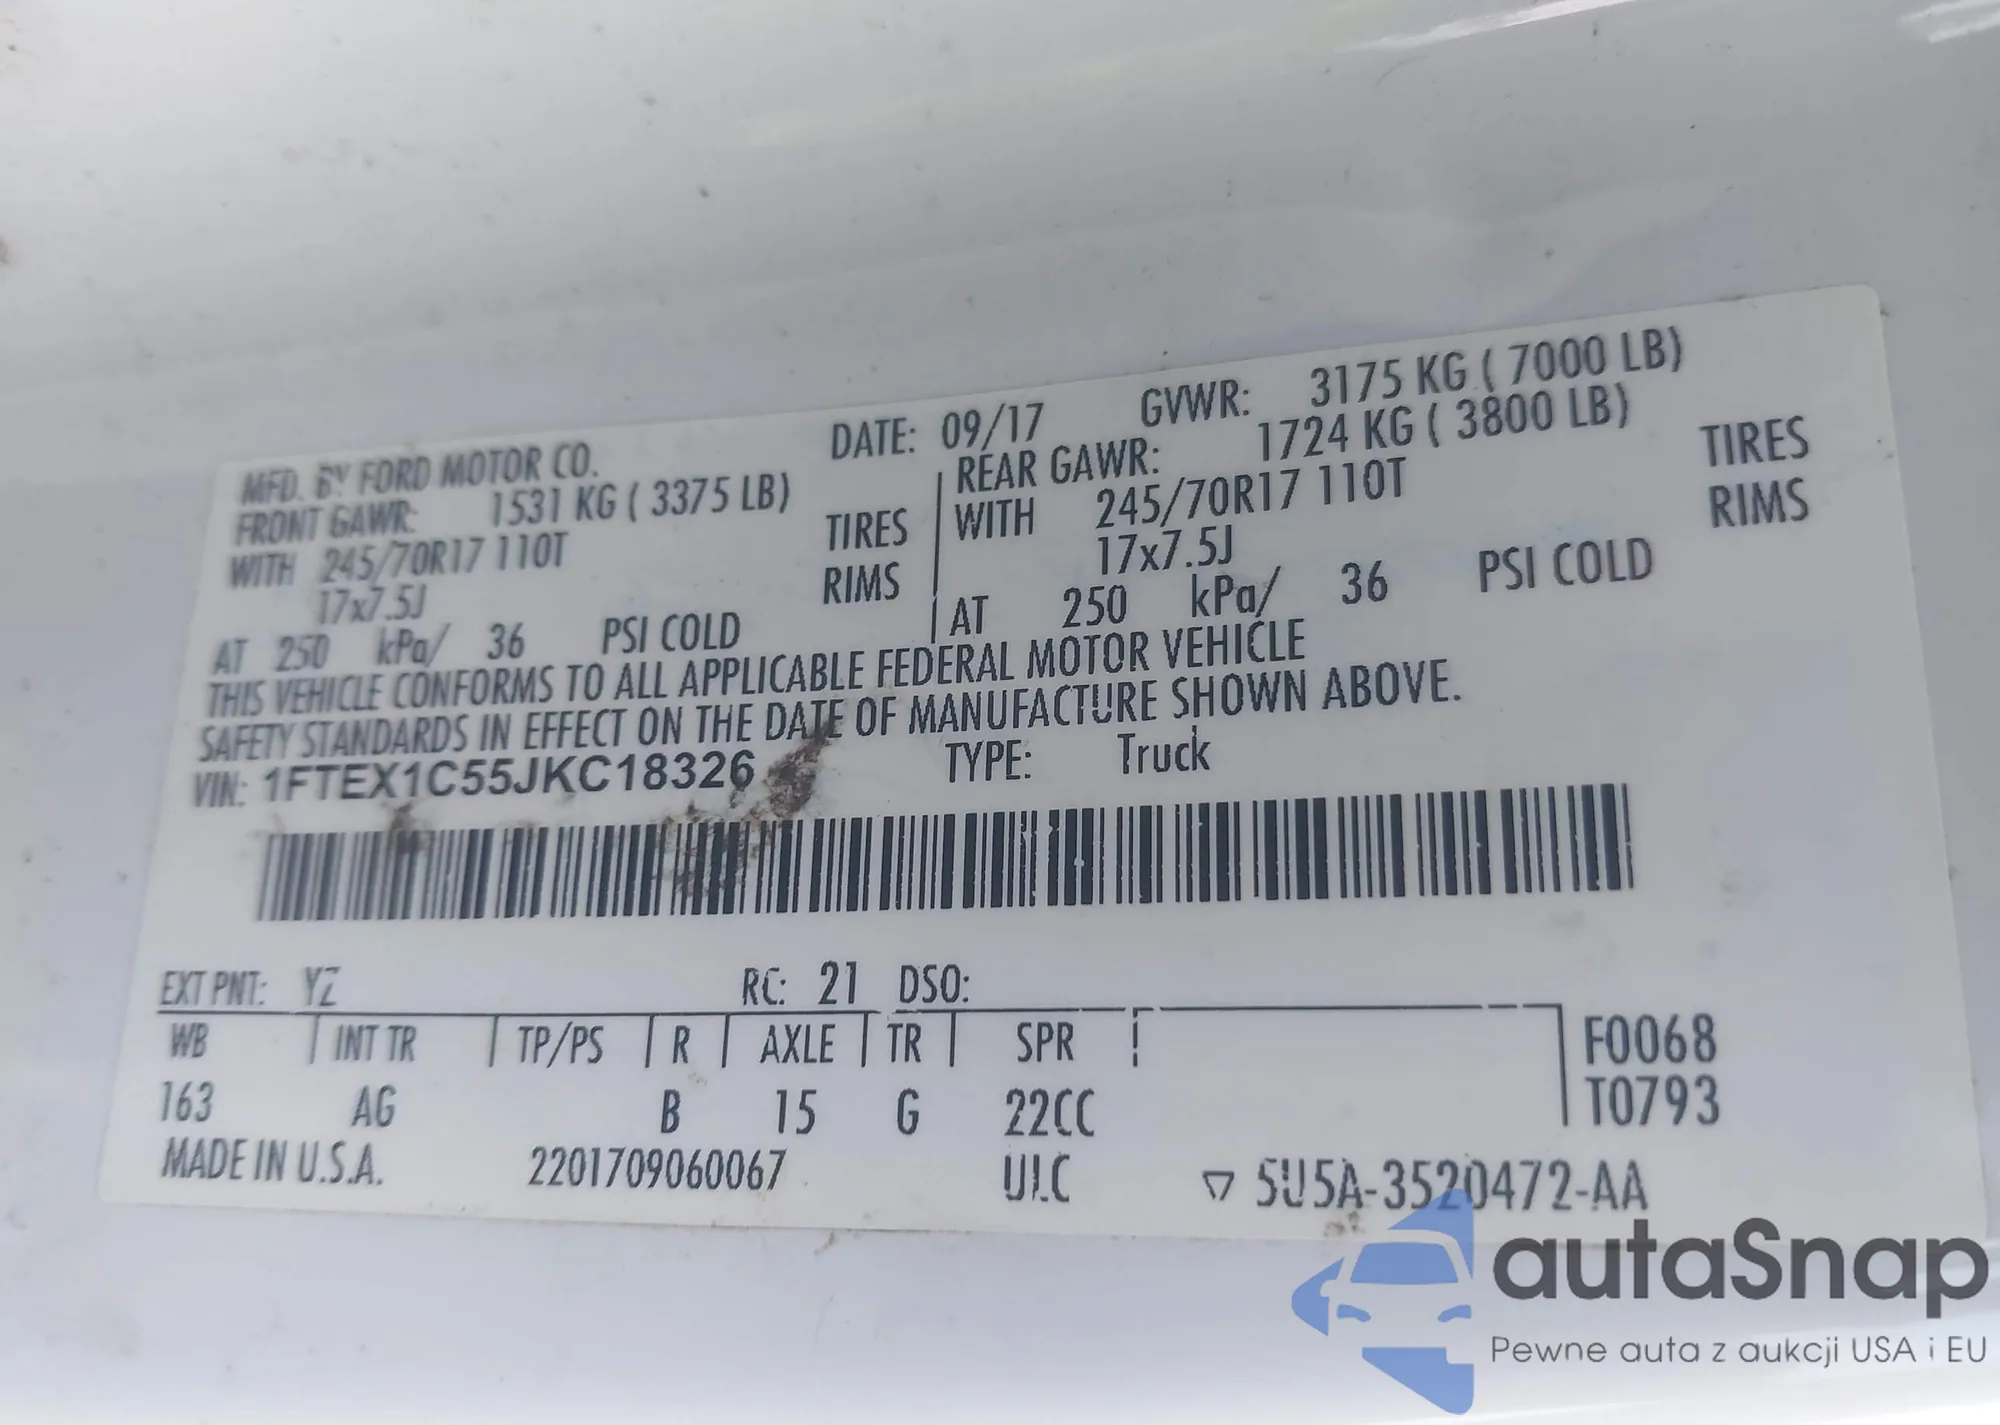 MFD. BY FORD MOTOR CO. DATE: 09/17 GVWR: 3175 KG ( 7000 LB)
FRONT GAWR: 1531 KG ( 3375 LB) REAR GAWR: 1724 KG ( 3800 LB)
WITH 245/70R17 110T TIRES WITH 245/70R17 110T TIRES
17x7.5J RIMS 17x7.5J RIMS
AT 250 kPa/ 36 PSI COLD AT 250 kPa/ 36 PSI COLD
THIS VEHICLE CONFORMS TO ALL APPLICABLE FEDERAL MOTOR VEHICLE
SAFETY STANDARDS IN EFFECT ON THE DATE OF MANUFACTURE SHOWN ABOVE.
VIN: 1FTEX1C55JKC18326 TYPE: Truck
EXT PNT: YZ RC: 21 DSO:
WB INT TR TP/PS R AXLE TR SPR F0068
163 AG B 15 G 22CC T0793
MADE IN U.S.A. 2201709060067 ULC ▽ 5U5A-3520472-AA
autaSnap
Pewne auta z aukcji USA i EU